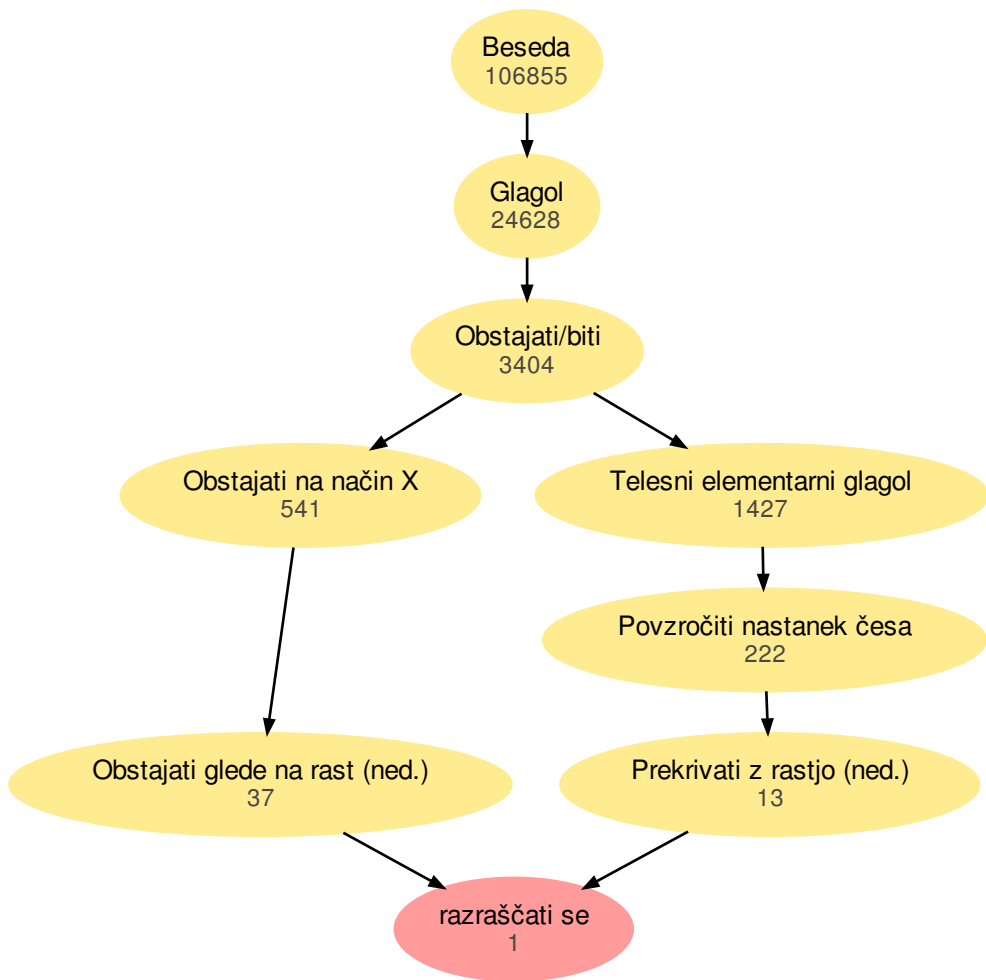 Beseda
106855
Glagol
24628
Obstajati/biti
3404
Obstajati na način X
541
Telesni elementarni glagol
1427
Povzročiti nastanek česa
222
Obstajati glede na rast (ned.)
37
Prekrivati z rastjo (ned.)
13
razraščati se
1